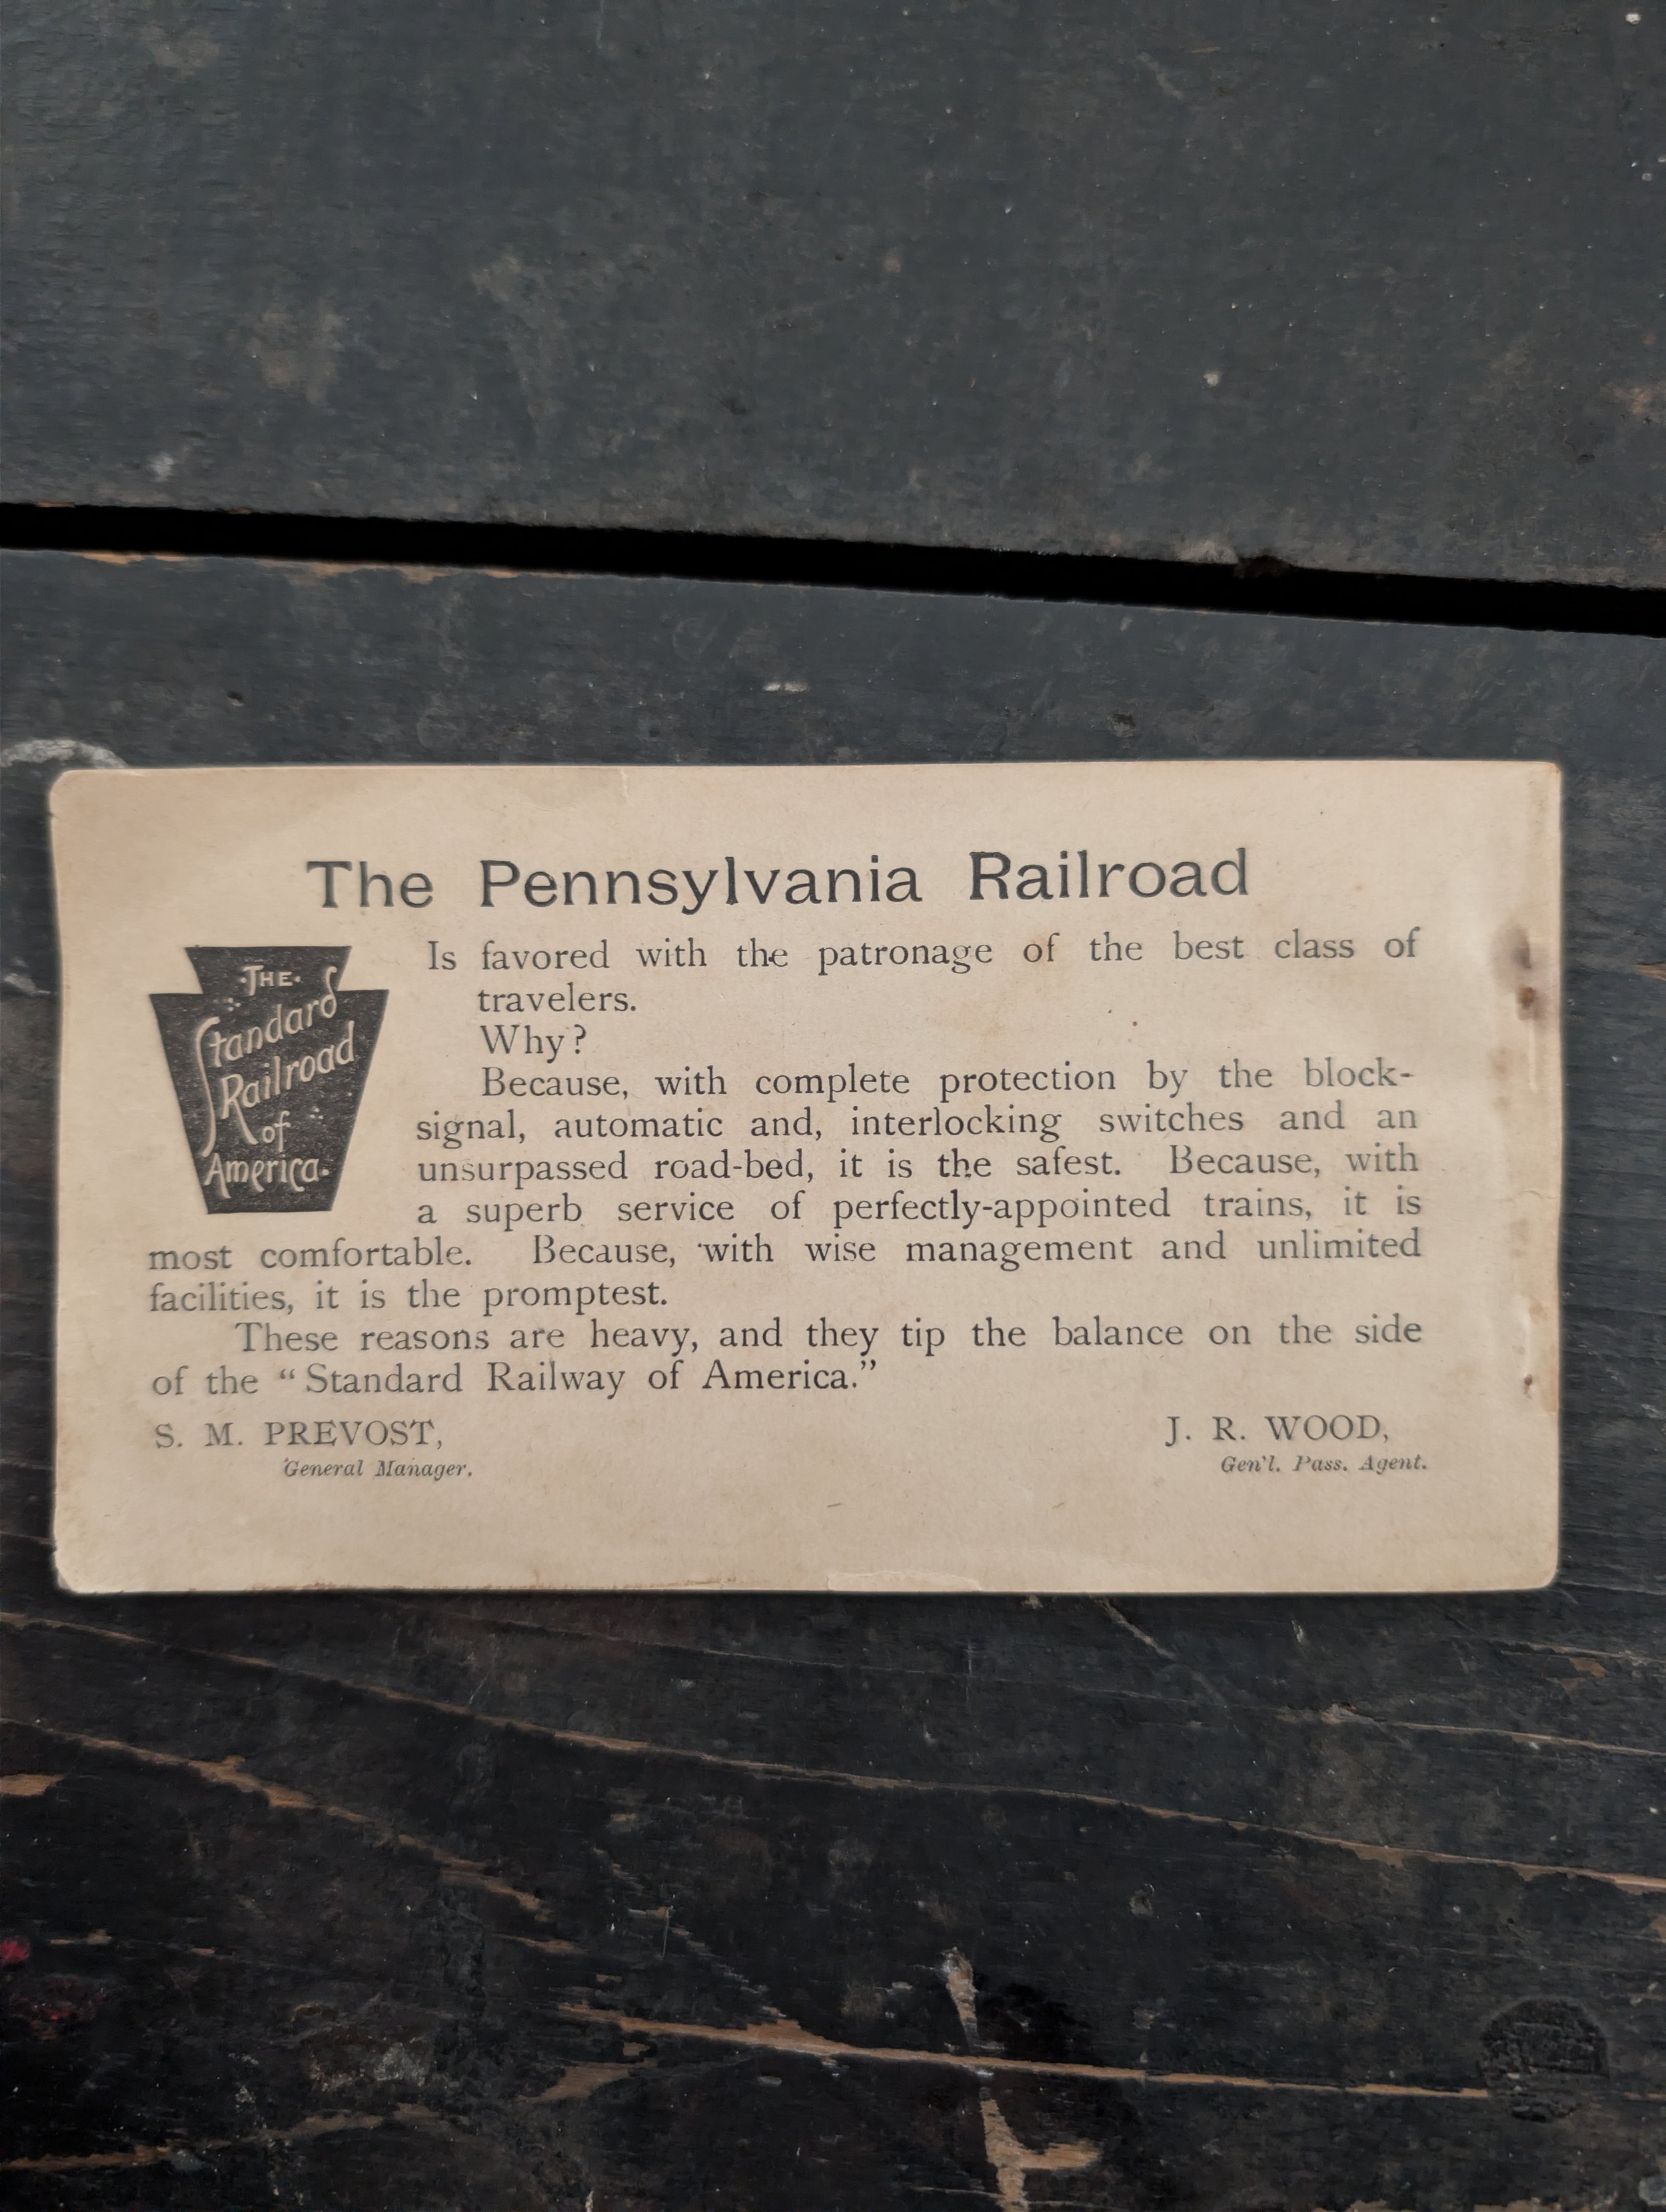 The Pennsylvania Railroad
·THE·
Standard
Railroad
of
America·
Is favored with the patronage of the best class of
travelers.
Why?
Because, with complete protection by the block-
signal, automatic and, interlocking switches and an
unsurpassed road-bed, it is the safest. Because, with
a superb service of perfectly-appointed trains, it is
most comfortable. Because, with wise management and unlimited
facilities, it is the promptest.
These reasons are heavy, and they tip the balance on the side
of the “Standard Railway of America.”
S. M. PREVOST,
General Manager.
J. R. WOOD,
Gen'l. Pass. Agent.